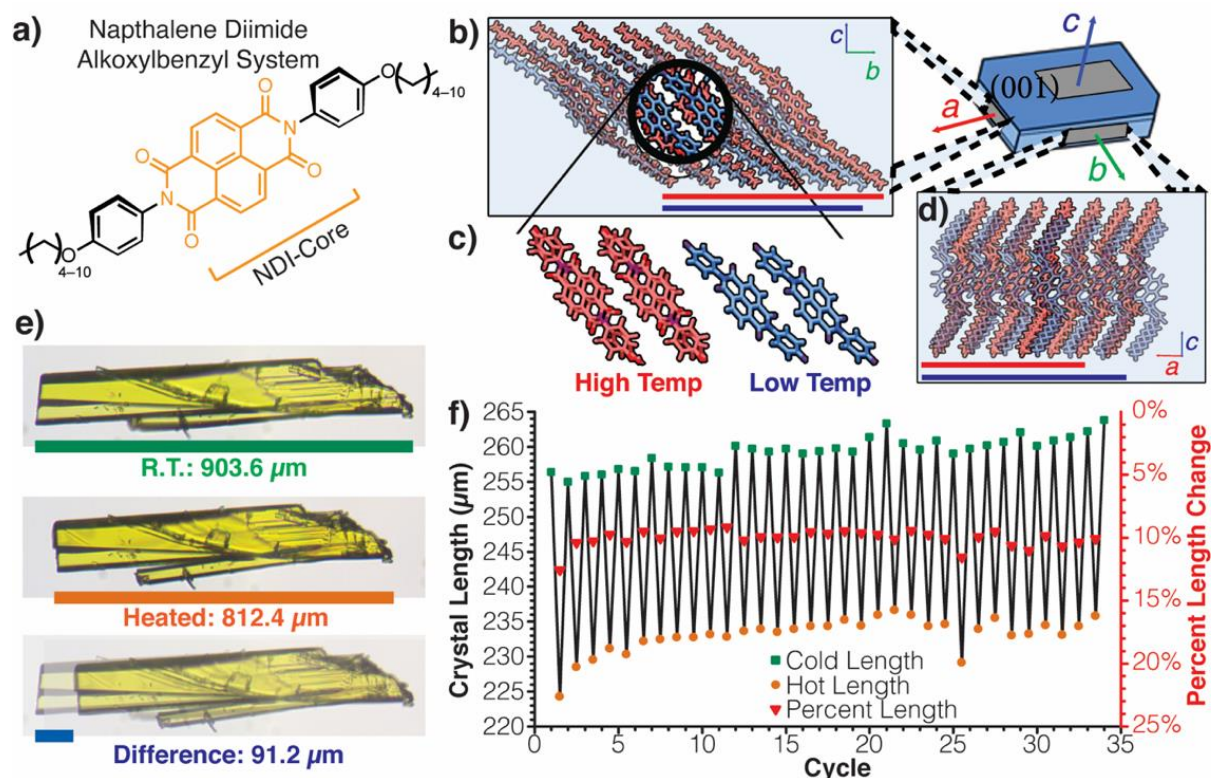 a)
Napthalene Diimide
Alkoxylbenzyl System
O
4–10
O
O
N
N
O
O
O
4–10
NDI-Core
b)
c
b
c
(001)
a
b
c)
High Temp
Low Temp
d)
c
a
e)
R.T.: 903.6 µm
Heated: 812.4 µm
Difference: 91.2 µm
f)
Crystal Length (µm)
265
260
255
250
245
240
235
230
225
220
0%
5%
10%
15%
20%
25%
Percent Length Change
Cold Length
Hot Length
Percent Length
0
5
10
15
20
25
30
35
Cycle